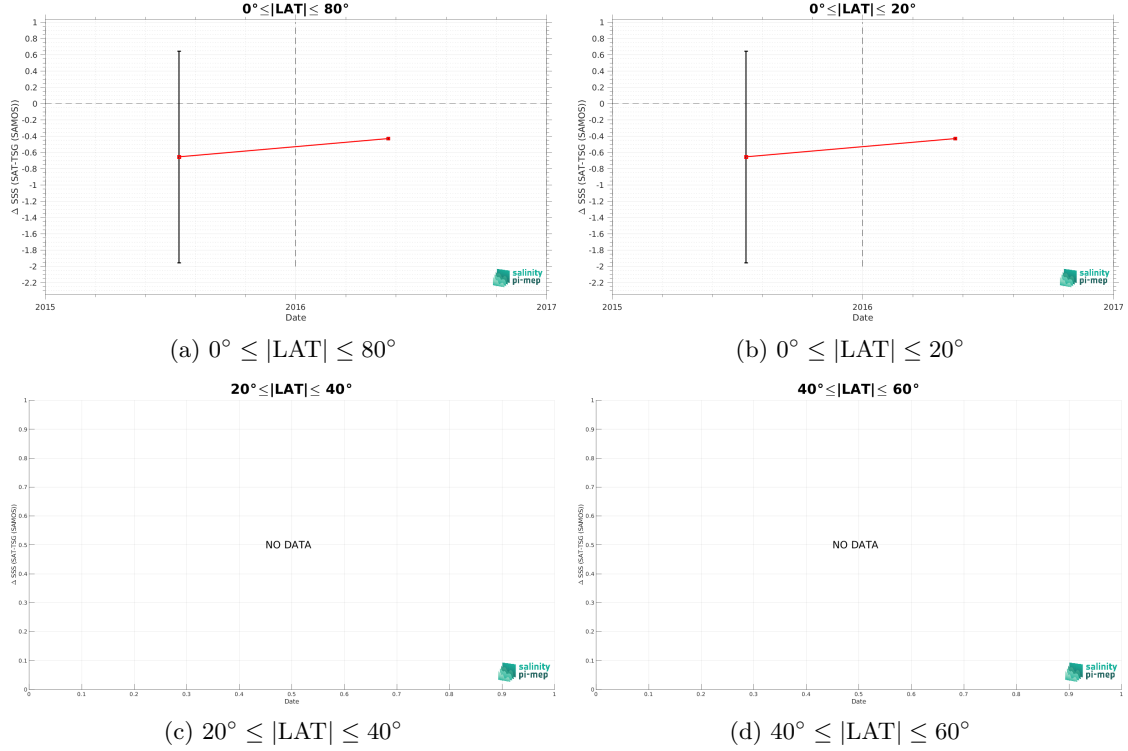 0°≤|LAT|≤ 80°
Δ SSS (SAT-TSG (SAMOS))
1
0.8
0.6
0.4
0.2
0
-0.2
-0.4
-0.6
-0.8
-1
-1.2
-1.4
-1.6
-1.8
-2
-2.2
2015
2016
2017
Date
salinity
pi-mep
(a) 0° ≤ |LAT| ≤ 80°
0°≤|LAT|≤ 20°
Δ SSS (SAT-TSG (SAMOS))
1
0.8
0.6
0.4
0.2
0
-0.2
-0.4
-0.6
-0.8
-1
-1.2
-1.4
-1.6
-1.8
-2
-2.2
2015
2016
2017
Date
salinity
pi-mep
(b) 0° ≤ |LAT| ≤ 20°
20°≤|LAT|≤ 40°
Δ SSS (SAT-TSG (SAMOS))
1
0.9
0.8
0.7
0.6
0.5
0.4
0.3
0.2
0.1
0
NO DATA
0 0.1 0.2 0.3 0.4 0.5 0.6 0.7 0.8 0.9 1
Date
salinity
pi-mep
(c) 20° ≤ |LAT| ≤ 40°
40°≤|LAT|≤ 60°
Δ SSS (SAT-TSG (SAMOS))
1
0.9
0.8
0.7
0.6
0.5
0.4
0.3
0.2
0.1
0
NO DATA
0 0.1 0.2 0.3 0.4 0.5 0.6 0.7 0.8 0.9 1
Date
salinity
pi-mep
(d) 40° ≤ |LAT| ≤ 60°